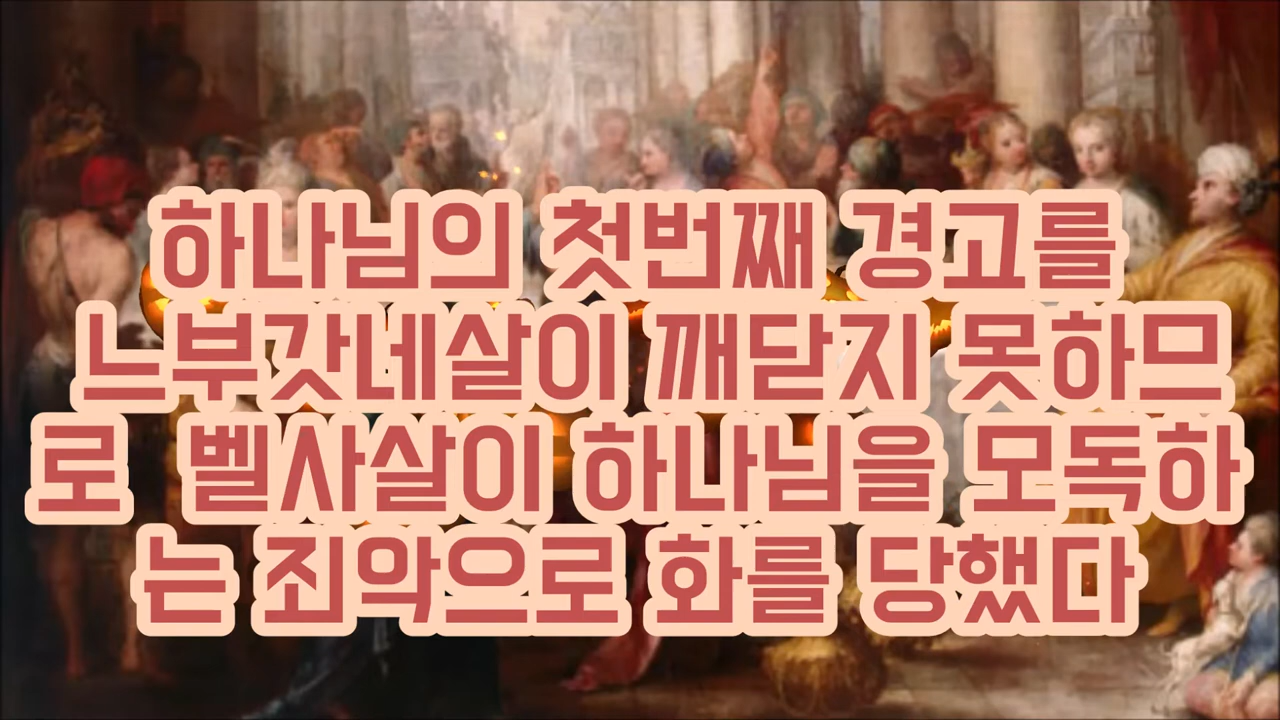 하나님의 첫번째 경고를
느부갓네살이 깨닫지 못하므
로 벨사살이 하나님을 모독하
는 죄악으로 화를 당했다